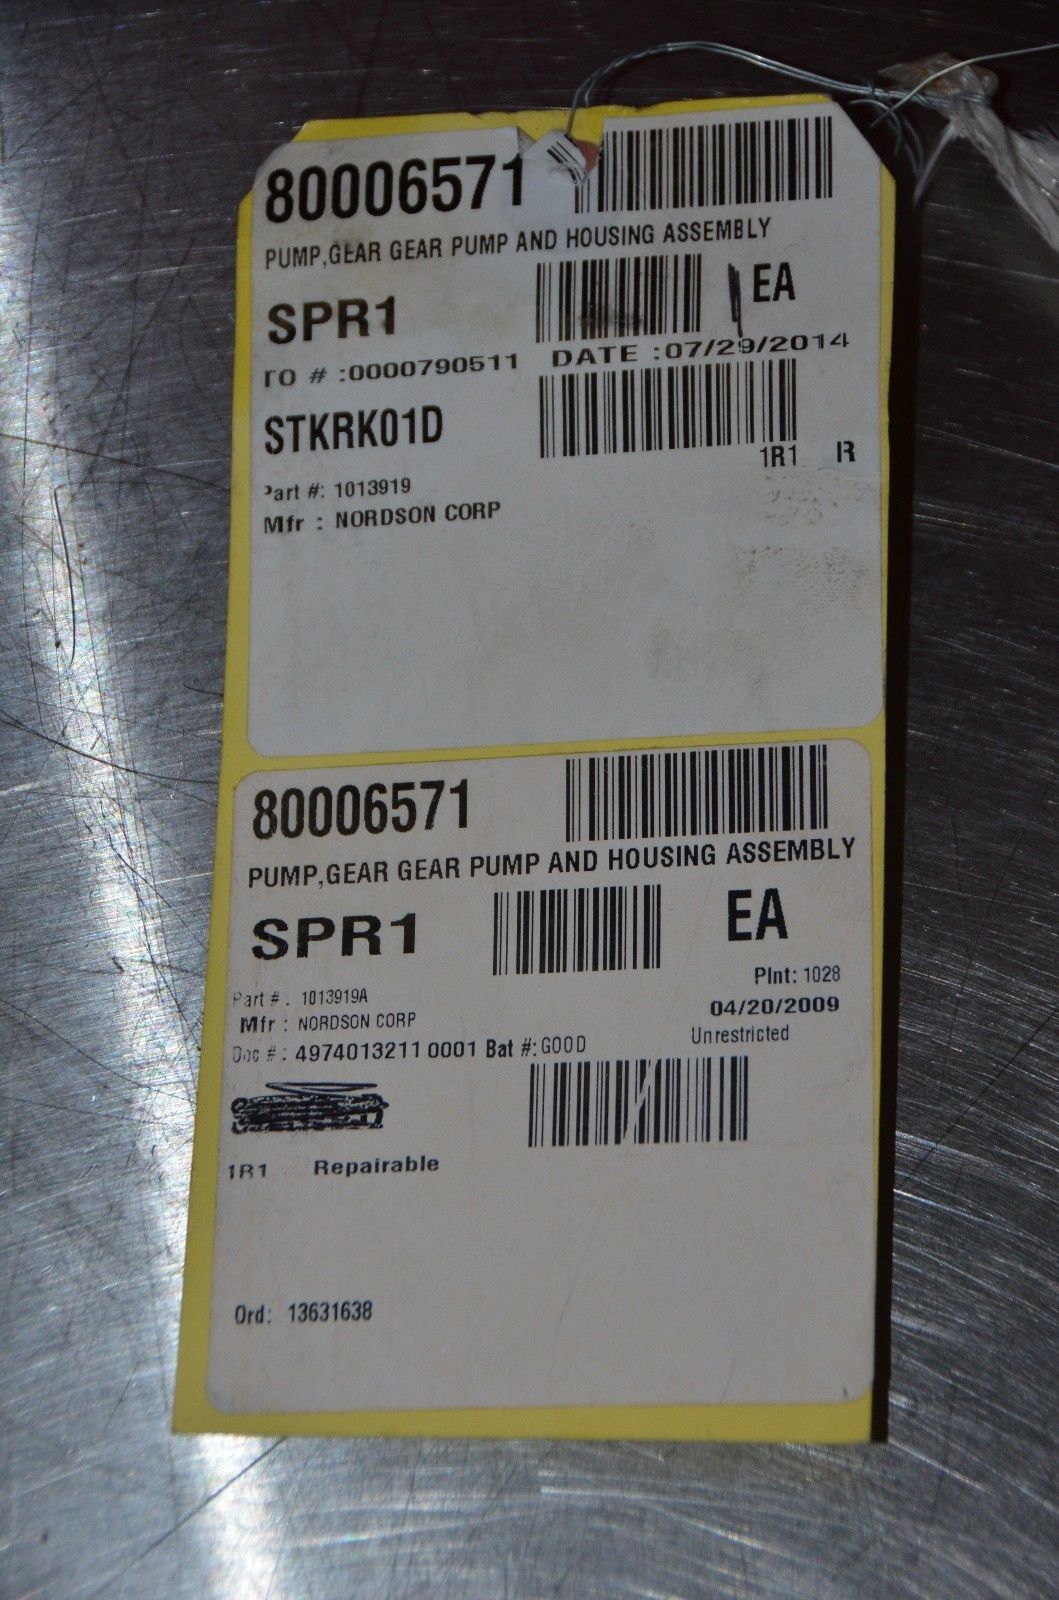 80006571
PUMP,GEAR GEAR PUMP AND HOUSING ASSEMBLY
SPR1 1 EA
TO # :0000790511 DATE :07/29/2014
STKRK01D
1R1 R
Part #: 1013919
Mfr : NORDSON CORP
80006571
PUMP,GEAR GEAR PUMP AND HOUSING ASSEMBLY
SPR1 EA
Plnt: 1028
Part # : 1013919A
04/20/2009
Mfr : NORDSON CORP
Unrestricted
Doc # : 4974013211 0001 Bat #: GOOD
1R1 Repairable
Ord: 13631638